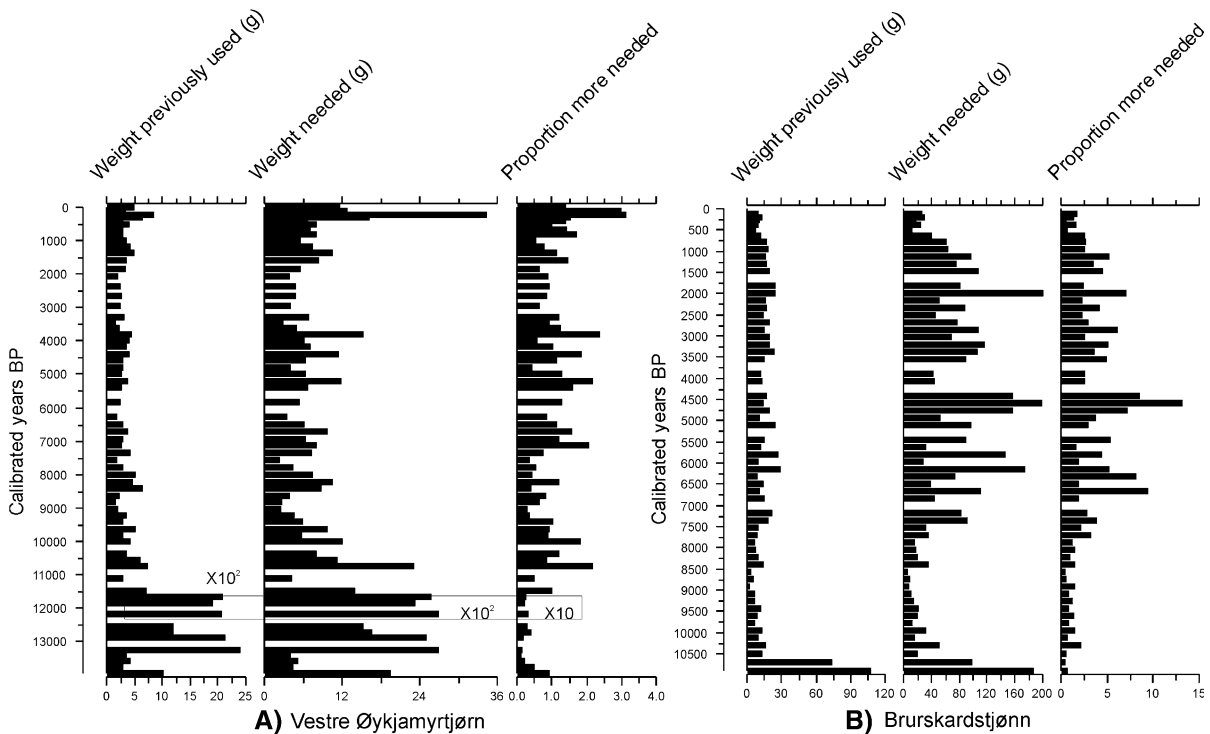 Weight previously used (g)
Weight needed (g)
Proportion more needed
Calibrated years BP
0
1000
2000
3000
4000
5000
6000
7000
8000
9000
10000
11000
12000
13000
X10²
X10²
X10
0 5 10 15 20 25
0 12 24 36
0.0 1.0 2.0 3.0 4.0
A) Vestre Øykjamyrtjørn
Weight previously used (g)
Weight needed (g)
Proportion more needed
Calibrated years BP
0
500
1000
1500
2000
2500
3000
3500
4000
4500
5000
5500
6000
6500
7000
7500
8000
8500
9000
9500
10000
10500
0 30 60 90 120
0 40 80 120 160 200
0 5 10 15
B) Brurskardstjønn